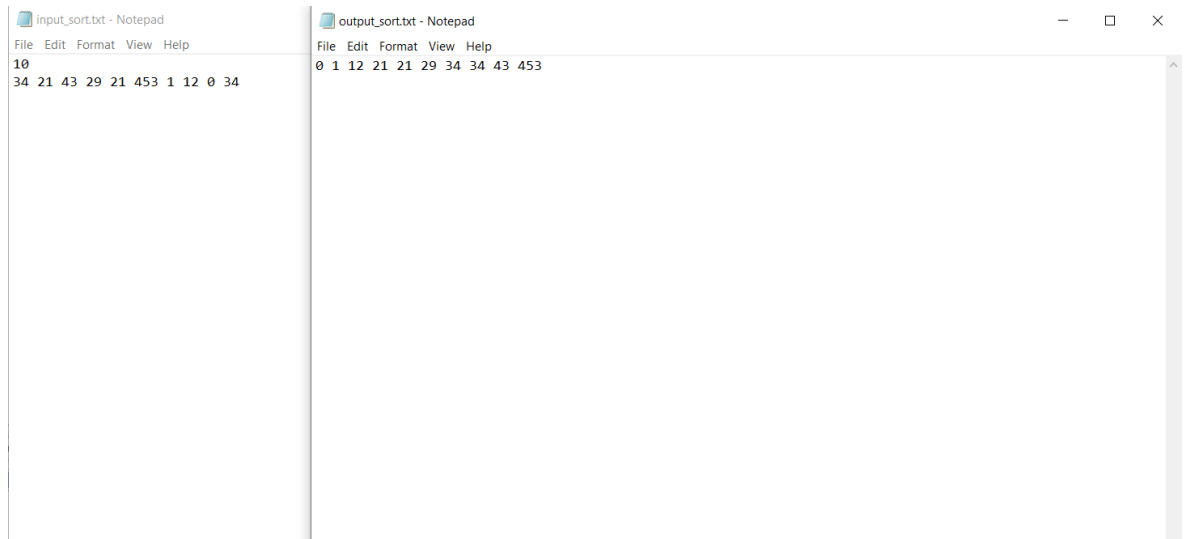 input_sort.txt - Notepad
File Edit Format View Help
10
34 21 43 29 21 453 1 12 0 34
output_sort.txt - Notepad
File Edit Format View Help
0 1 12 21 21 29 34 34 43 453